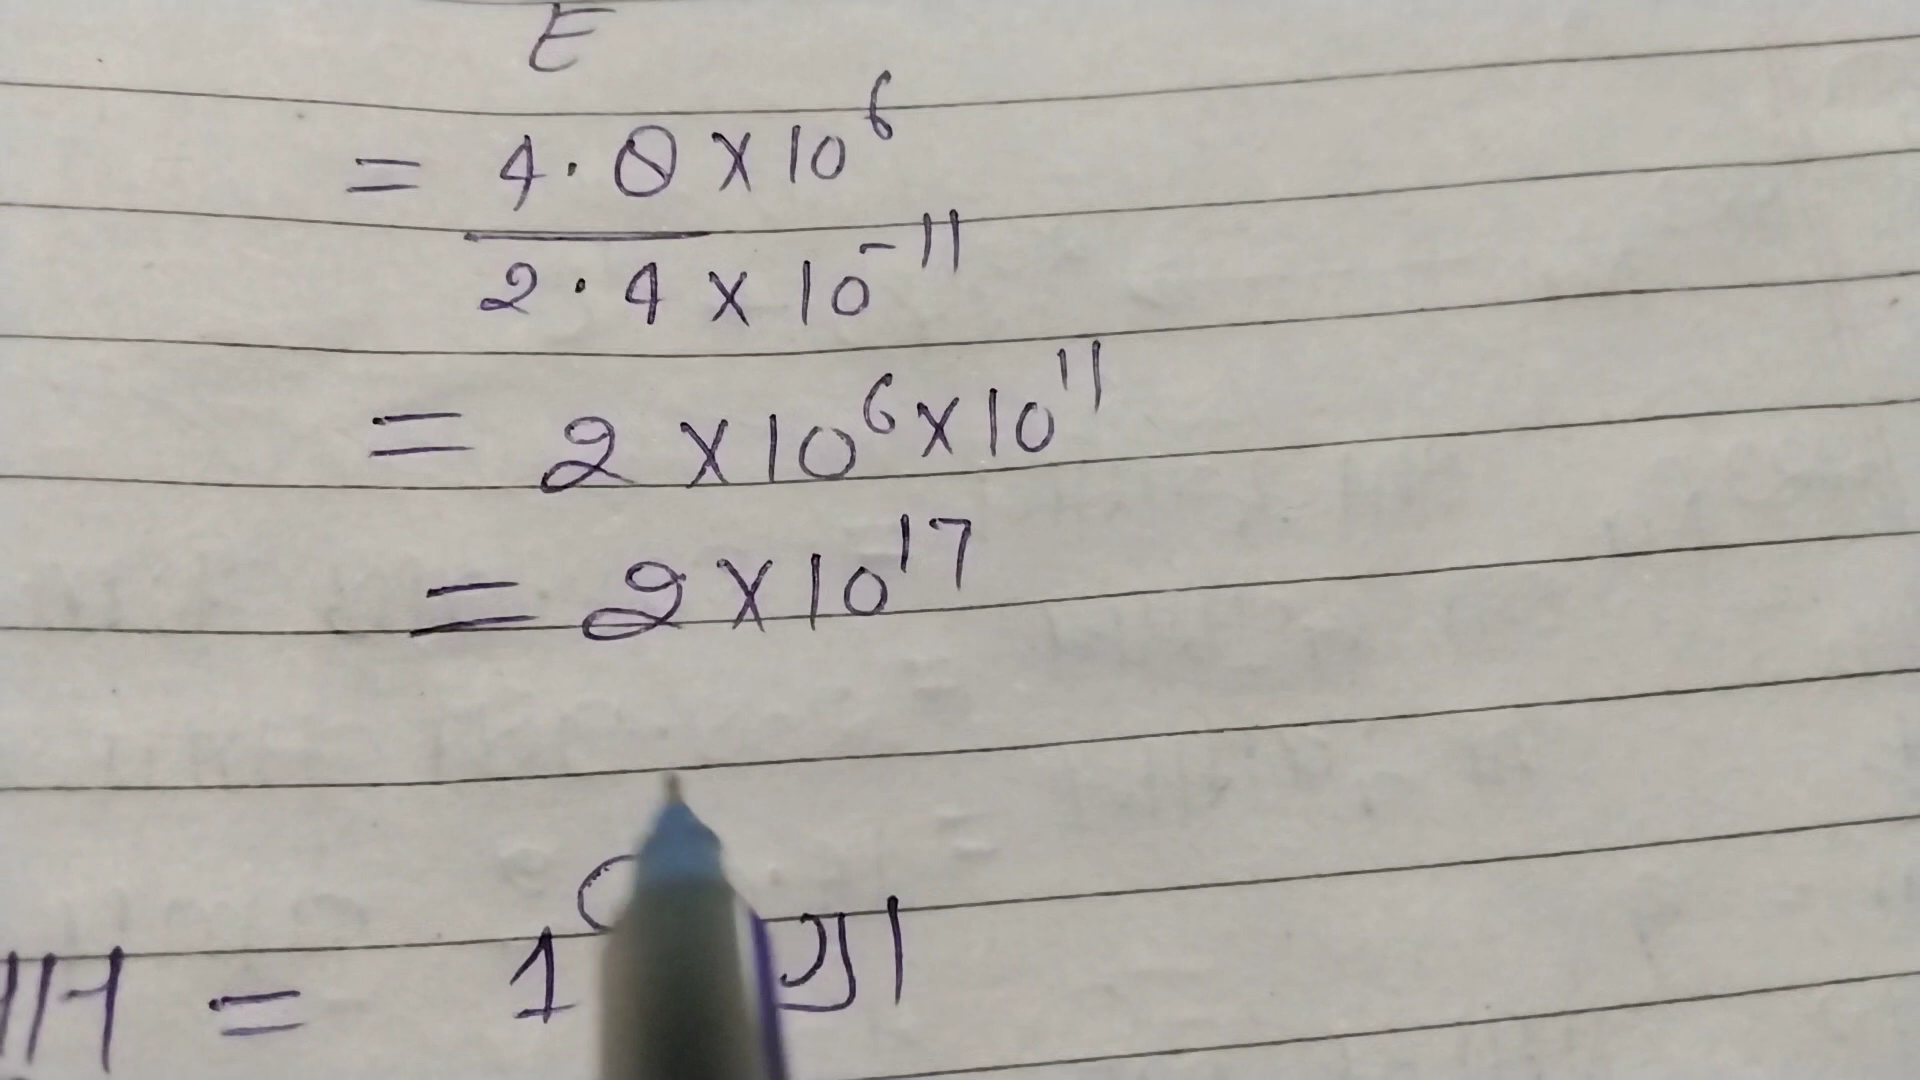 E
= 4.8 × 10⁶
2.4 × 10⁻¹¹
= 2 × 10⁶ × 10¹¹
= 2 × 10¹⁷
=